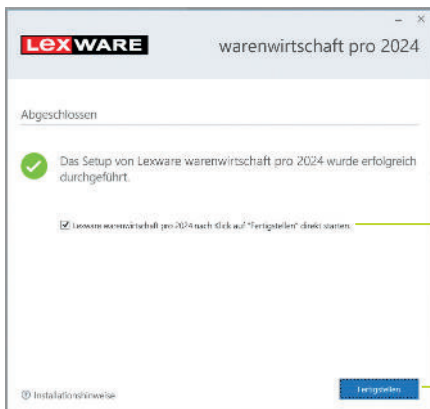 LEXWARE
warenwirtschaft pro 2024
Abgeschlossen
Das Setup von Lexware warenwirtschaft pro 2024 wurde erfolgreich
durchgeführt.
Lexware warenwirtschaft pro 2024 nach Klick auf "Fertigstellen" direkt starten.
Installationshinweise
Fertigstellen